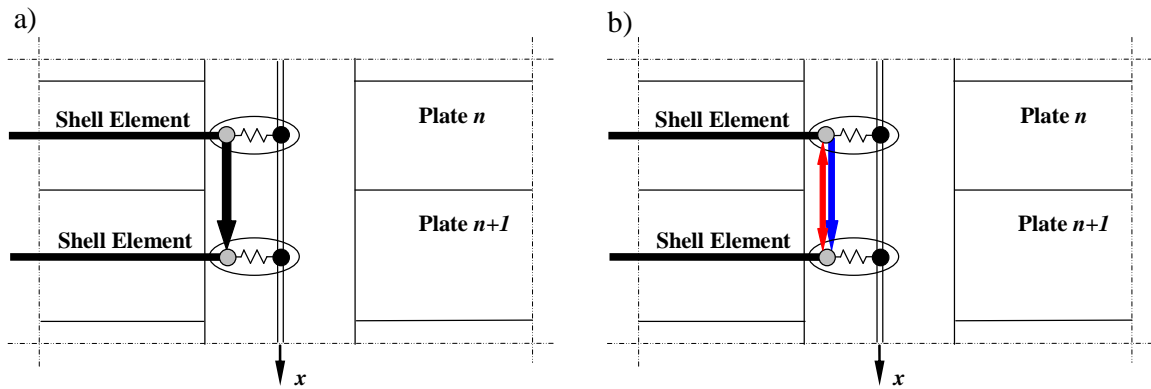 a)
Shell Element
Plate n
Shell Element
Plate n+1
x
b)
Shell Element
Plate n
Shell Element
Plate n+1
x